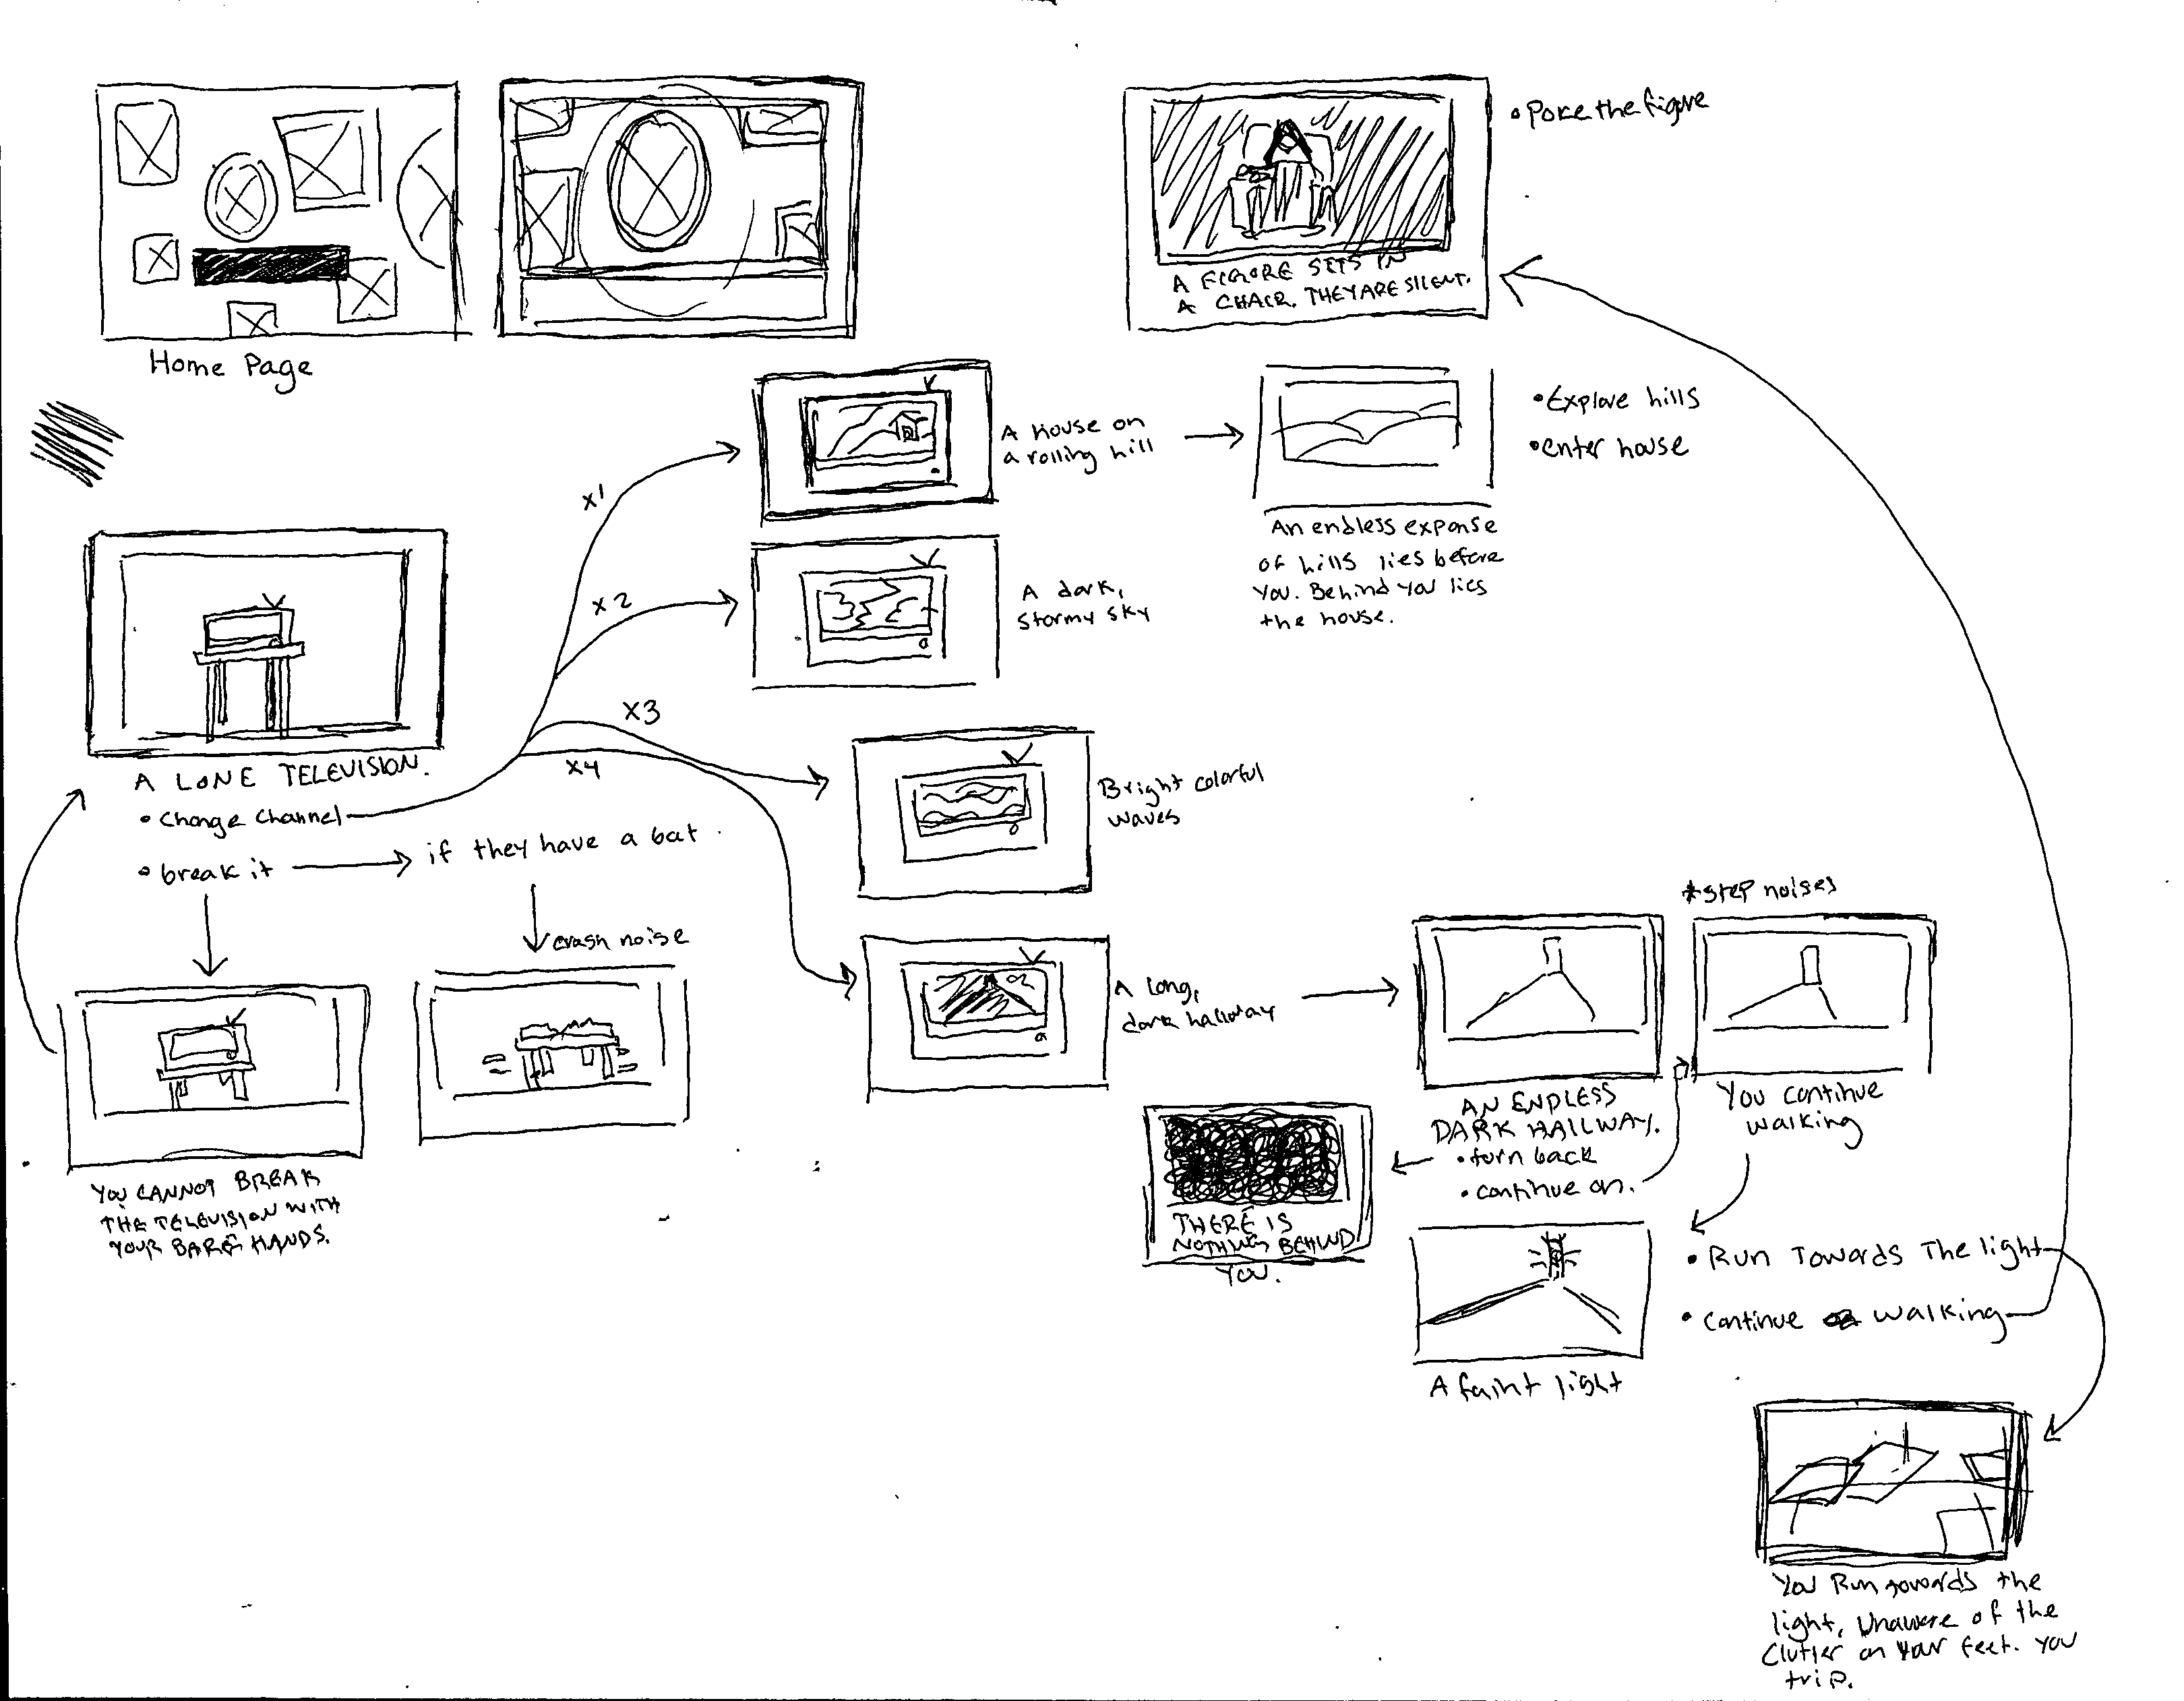 Home Page
• Poke the figure
A FIGURE SITS IN
A CHAIR. THEY ARE SILENT.
x1
A house on
a rolling hill
• Explore hills
• enter house
An endless expanse
of hills lies before
you. Behind you lies
the house.
x2
A dark,
stormy sky
x3
x4
A LONE TELEVISION.
• Change Channel
• break it
if they have a bat.
Bright colorful
waves
crash noise
YOU CANNOT BREAK
THE TELEVISION WITH
YOUR BARE HANDS.
A long,
dark hallway
*step noises
AN ENDLESS
DARK HALLWAY.
• turn back
• continue on.
You continue
walking
THERE IS
NOTHING BEHIND
YOU.
• Run Towards The light
• Continue walking
A faint light
You Run towards the
light, Unaware of the
Clutter on your feet. You
trip.